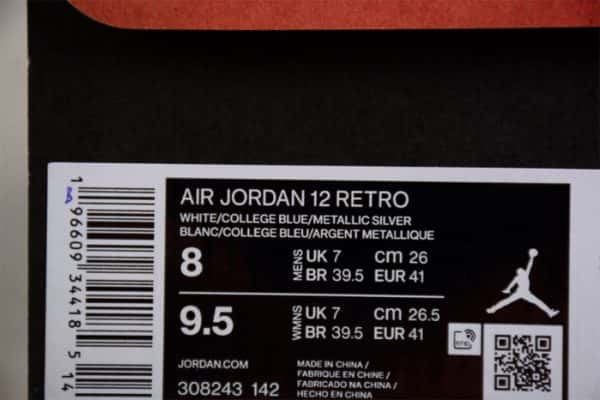 AIR JORDAN 12 RETRO
WHITE/COLLEGE BLUE/METALLIC SILVER
BLANC/COLLEGE BLEU/ARGENT METALLIQUE
8 MENS UK 7 cm 26
BR 39.5 EUR 41
9.5 WMNS UK 7 cm 26.5
BR 39.5 EUR 41
JORDAN.COM
308243 142
MADE IN CHINA /
FABRIQUE EN CHINE /
FABRICADO NA CHINA /
HECHO EN CHINA
RFID
1 96609 34418 5 14